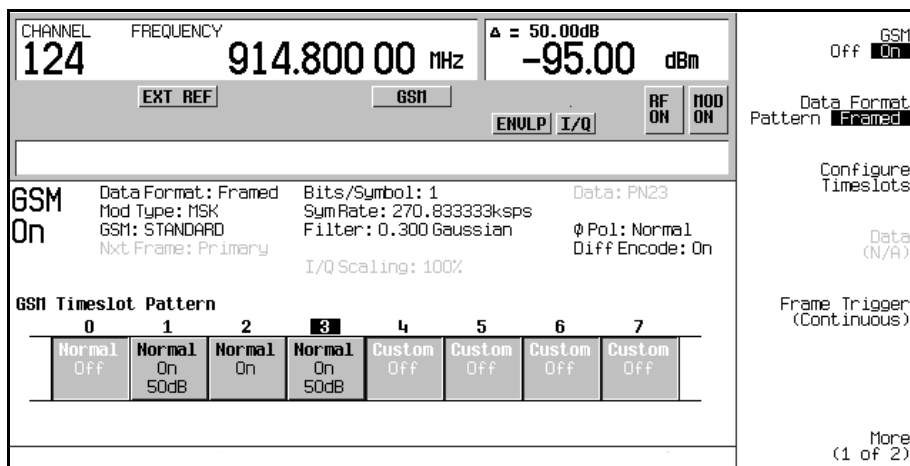 CHANNEL FREQUENCY Δ = 50.00dB
124 914.800 00 MHz -95.00 dBm
EXT REF GSM RF ON MOD ON
ENVLP I/Q
GSM On
Data Format: Framed Bits/Symbol: 1 Data: PN23
Mod Type: MSK Sym Rate: 270.833333ksps
GSM: STANDARD Filter: 0.300 Gaussian Φ Pol: Normal
Nxt Frame: Primary Diff Encode: On
I/Q Scaling: 100%
GSM Timeslot Pattern
0 1 2 3 4 5 6 7
Normal Normal Normal Normal Custom Custom Custom Custom
Off On On On Off Off Off Off
50dB 50dB
GSM
Off On
Data Format
Pattern Framed
Configure
Timeslots
Data
(N/A)
Frame Trigger
(Continuous)
More
(1 of 2)